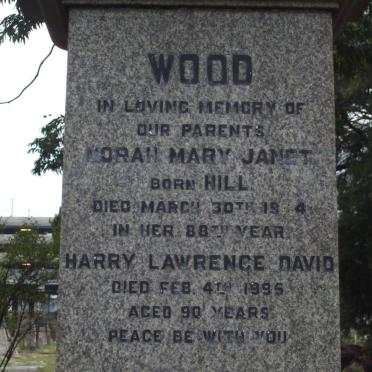 WOOD
IN LOVING MEMORY OF
OUR PARENTS
NORAH MARY JANET
BORN HILL
DIED MARCH 30TH
IN HER 88TH YEAR
HARRY LAWRENCE DAVID
DIED FEB. 4TH 1995
AGED 90 YEARS
PEACE BE WITH YOU